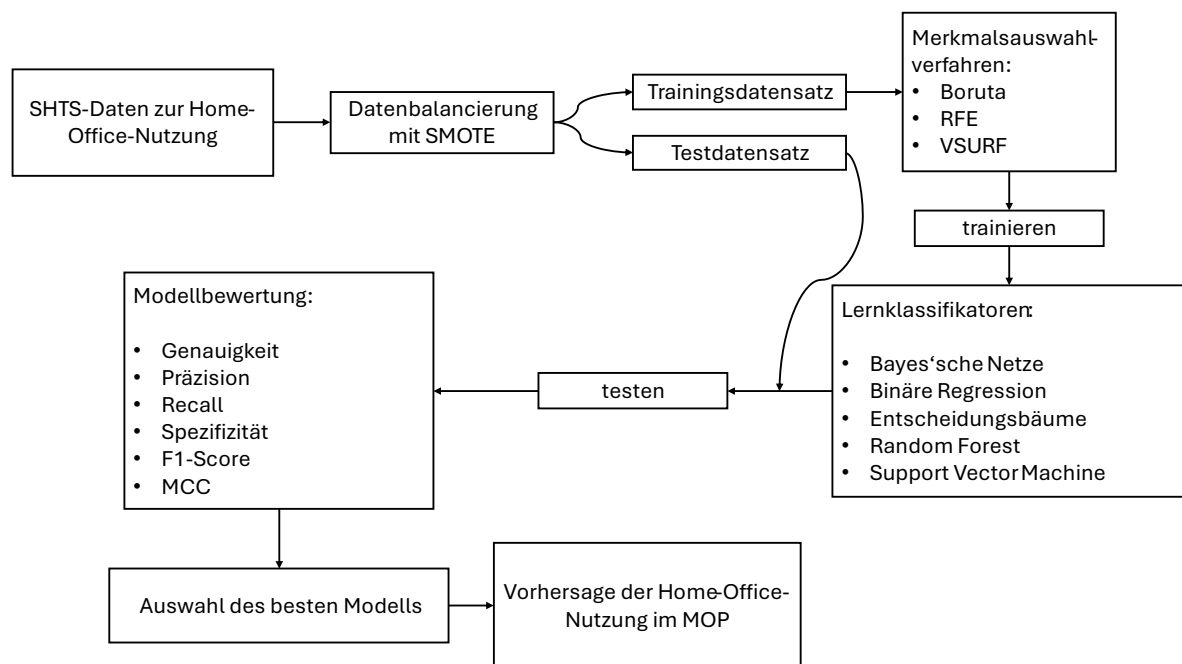 SHTS-Daten zur Home-
Office-Nutzung
Datenbalancierung
mit SMOTE
Trainingsdatensatz
Testdatensatz
Merkmalsauswahl-
verfahren:
• Boruta
• RFE
• VSURF
trainieren
Lernklassifikatoren:
• Bayes‘sche Netze
• Binäre Regression
• Entscheidungsbäume
• Random Forest
• Support Vector Machine
testen
Modellbewertung:
• Genauigkeit
• Präzision
• Recall
• Spezifizität
• F1-Score
• MCC
Auswahl des besten Modells
Vorhersage der Home-Office-
Nutzung im MOP